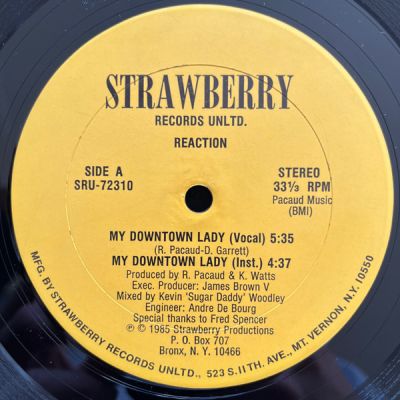 STRAWBERRY
RECORDS UNLTD.
REACTION
SIDE A
SRU-72310
STEREO
33⅓ RPM
Pacaud Music
(BMI)
MY DOWNTOWN LADY (Vocal) 5:35
(R. Pacaud-D. Garrett)
MY DOWNTOWN LADY (Inst.) 4:37
Produced by R. Pacaud & K. Watts
Exec. Producer: James Brown V
Mixed by Kevin 'Sugar Daddy' Woodley
Engineer: Andre De Bourg
Special thanks to Fred Spencer
℗ © 1985 Strawberry Productions
P. O. Box 707
Bronx, N. Y. 10466
MFG. BY STRAWBERRY RECORDS UNLTD., 523 S. 11TH. AVE., MT. VERNON, N.Y. 10550